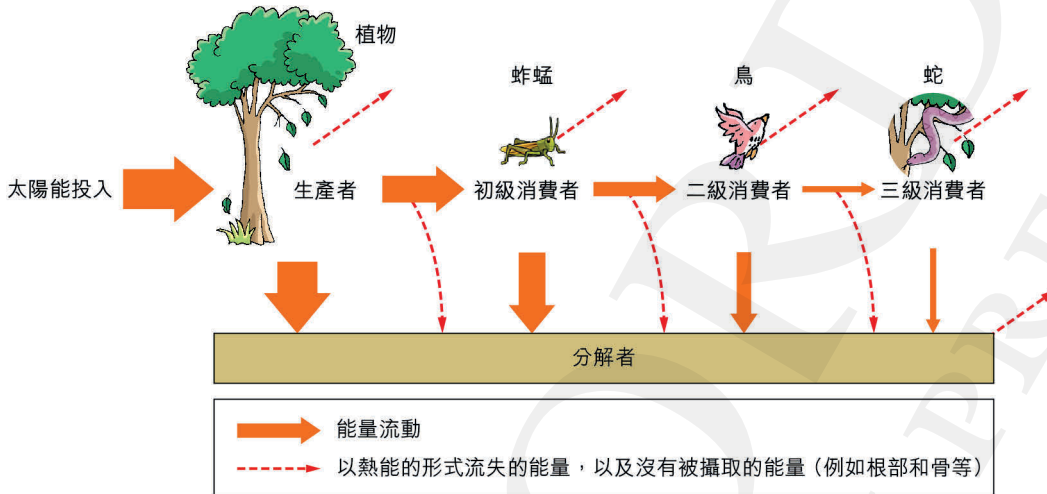 植物
蚱蜢
鳥
蛇
太陽能投入
生產者
初級消費者
二級消費者
三級消費者
分解者
能量流動
以熱能的形式流失的能量，以及沒有被攝取的能量（例如根部和骨等）